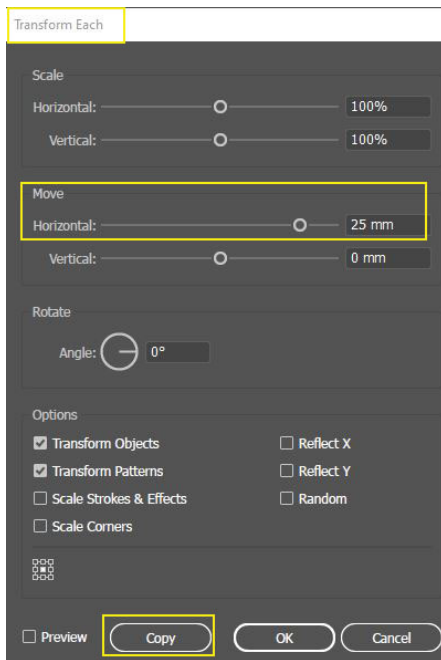 Transform Each
Scale
Horizontal: 100%
Vertical: 100%
Move
Horizontal: 25 mm
Vertical: 0 mm
Rotate
Angle: 0°
Options
Transform Objects Reflect X
Transform Patterns Reflect Y
Scale Strokes & Effects Random
Scale Corners
Preview Copy OK Cancel